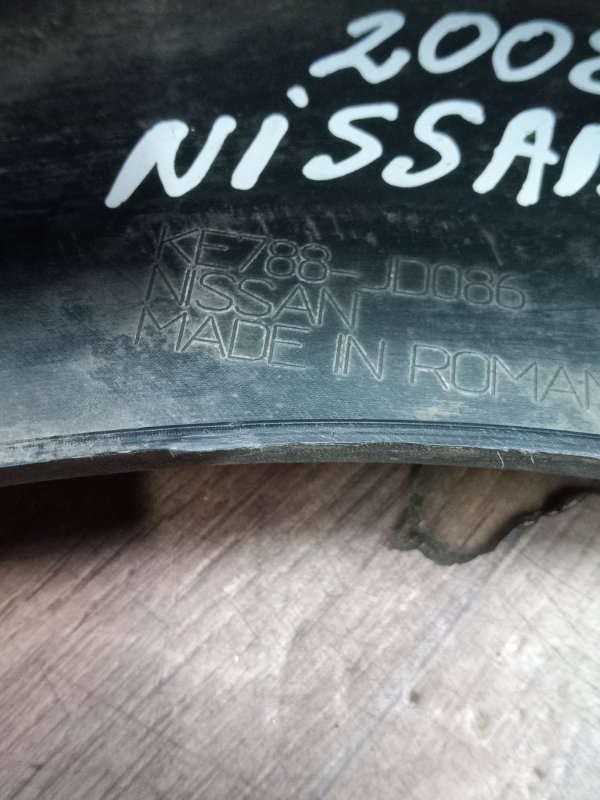 2008
NISSAN
KE788-JD086
NISSAN
MADE IN ROMAN